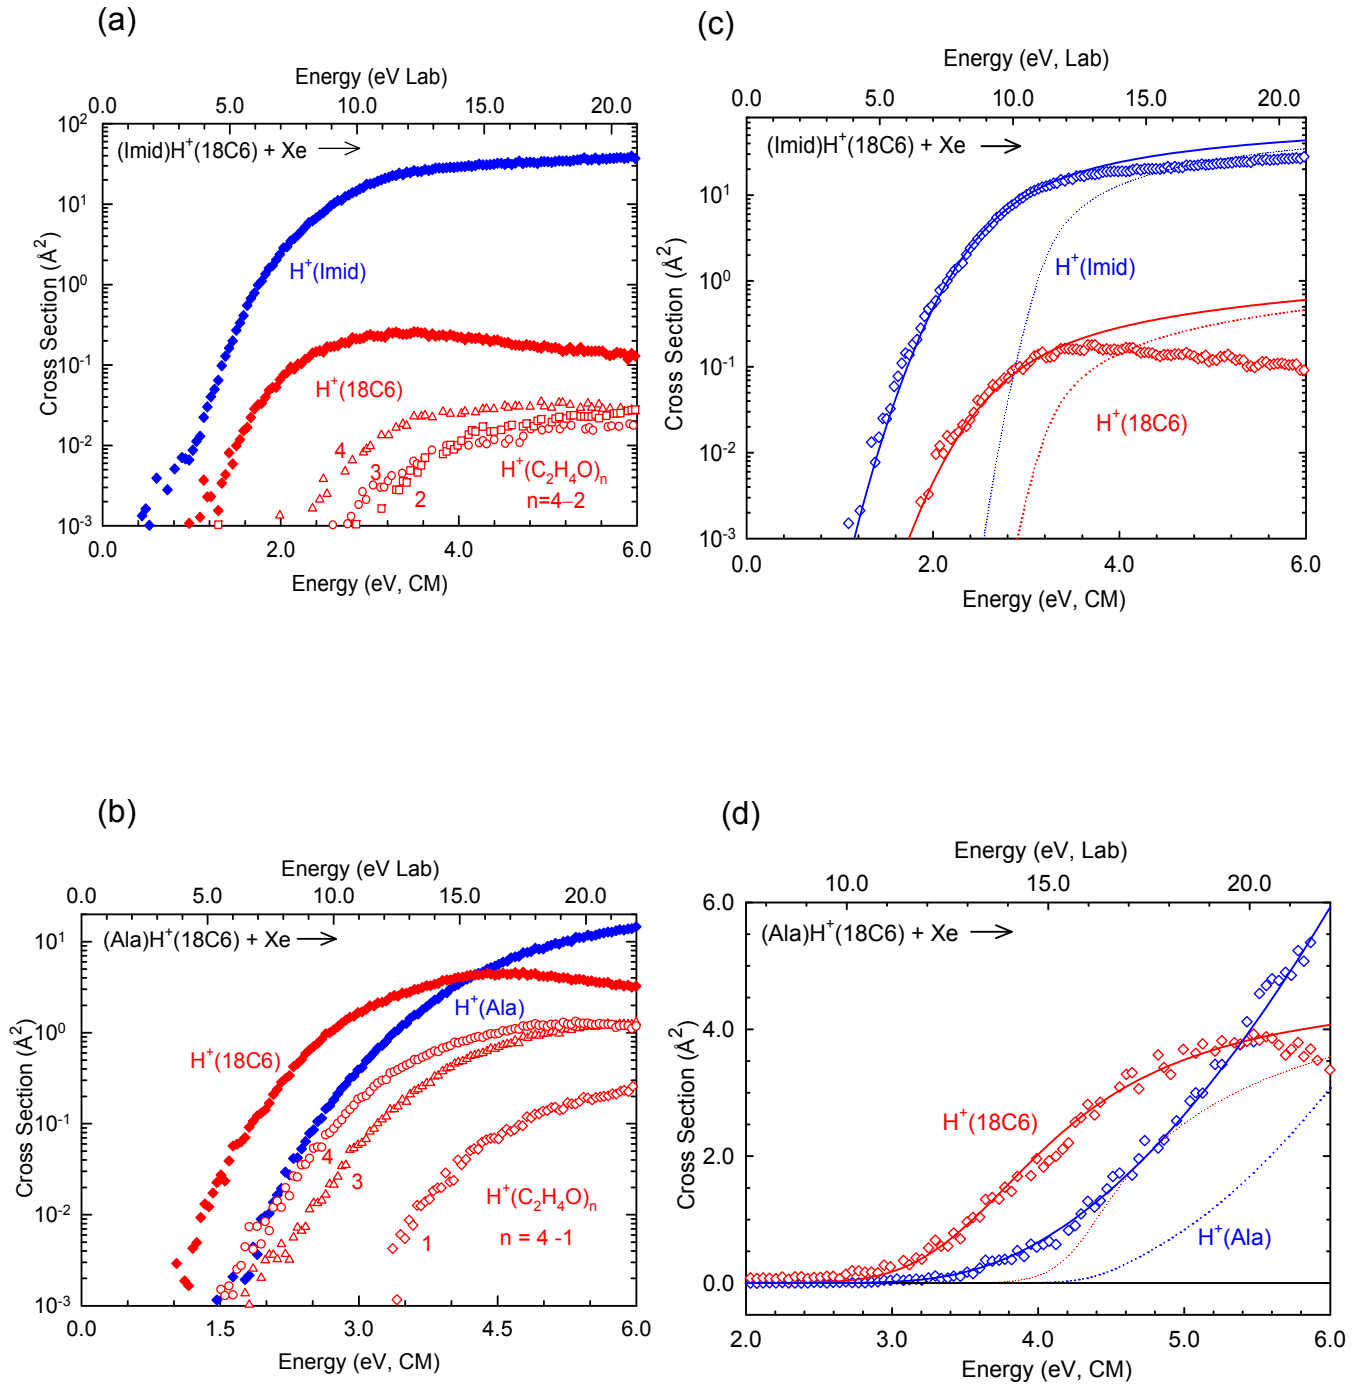 (a)
Energy (eV Lab)
0.0 5.0 10.0 15.0 20.0
10²
(Imid)H⁺(18C6) + Xe →
10¹
H⁺(Imid)
10⁰
Cross Section (Å²)
10⁻¹
H⁺(18C6)
10⁻²
4
3
2
H⁺(C₂H₄O)ₙ
n=4–2
10⁻³
0.0 2.0 4.0 6.0
Energy (eV, CM)
(c)
Energy (eV, Lab)
0.0 5.0 10.0 15.0 20.0
(Imid)H⁺(18C6) + Xe →
10¹
H⁺(Imid)
10⁰
Cross Section (Å²)
10⁻¹
H⁺(18C6)
10⁻²
10⁻³
0.0 2.0 4.0 6.0
Energy (eV, CM)
(b)
Energy (eV Lab)
0.0 5.0 10.0 15.0 20.0
(Ala)H⁺(18C6) + Xe →
10¹
H⁺(Ala)
10⁰
H⁺(18C6)
Cross Section (Å²)
10⁻¹
4
3
10⁻²
H⁺(C₂H₄O)ₙ
1
n = 4 -1
10⁻³
0.0 1.5 3.0 4.5 6.0
Energy (eV, CM)
(d)
Energy (eV, Lab)
10.0 15.0 20.0
6.0
(Ala)H⁺(18C6) + Xe →
4.0
Cross Section (Å²)
H⁺(18C6)
2.0
H⁺(Ala)
0.0
2.0 3.0 4.0 5.0 6.0
Energy (eV, CM)